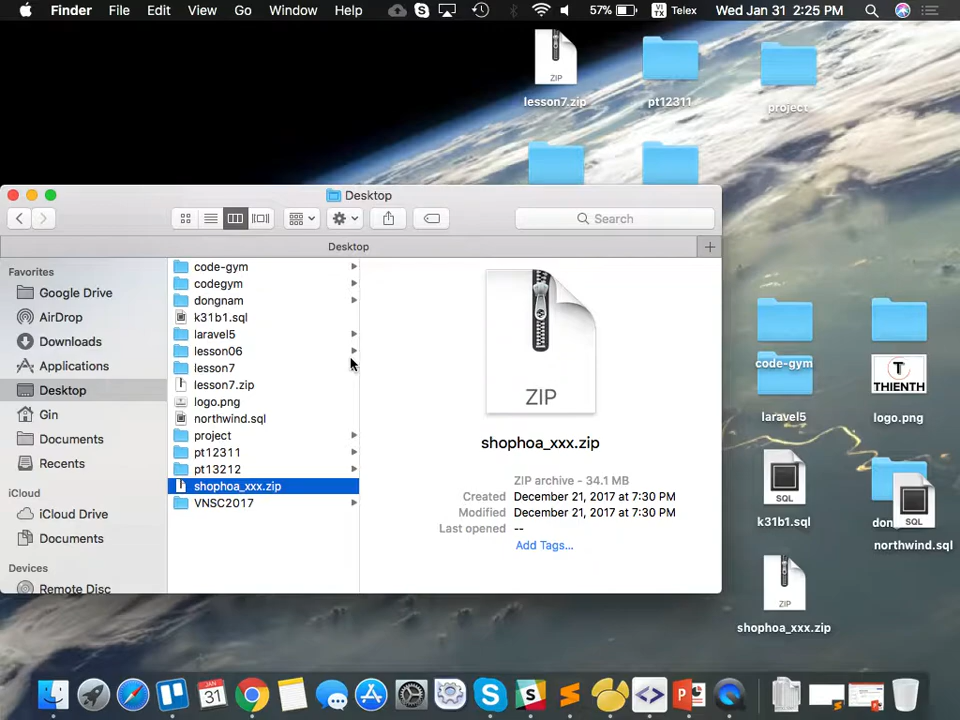 Finder File Edit View Go Window Help 57% VI TX Telex Wed Jan 31 2:25 PM
ZIP
lesson7.zip pt12311 project
Desktop
Search
Desktop
Favorites
Google Drive
AirDrop
Downloads
Applications
Desktop
Gin
Documents
Recents
iCloud
iCloud Drive
Documents
Devices
Remote Disc
code-gym
codegym
dongnam
k31b1.sql
laravel5
lesson06
lesson7
lesson7.zip
logo.png
northwind.sql
project
pt12311
pt13212
shophoa_xxx.zip
VNSC2017
ZIP
shophoa_xxx.zip
ZIP archive - 34.1 MB
Created December 21, 2017 at 7:30 PM
Modified December 21, 2017 at 7:30 PM
Last opened --
Add Tags...
code-gym
T
THIENTH
laravel5 logo.png
SQL
k31b1.sql
SQL
northwind.sql
ZIP
shophoa_xxx.zip
JAN
31